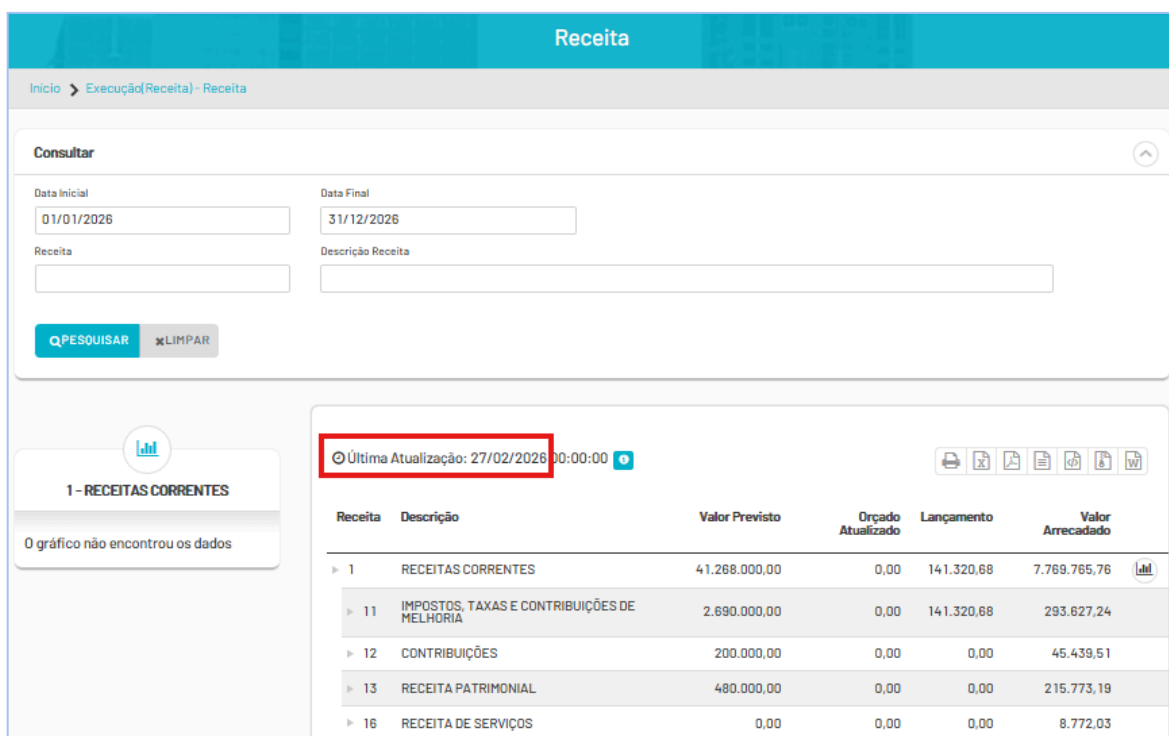 Receita
Início Execução(Receita) - Receita
Consultar
Data Inicial
Data Final
01/01/2026
31/12/2026
Receita
Descrição Receita
PESQUISAR
LIMPAR
1 - RECEITAS CORRENTES
O gráfico não encontrou os dados
Última Atualização: 27/02/2026 00:00:00
Receita Descrição Valor Previsto Orçado Atualizado Lançamento Valor Arrecadado
1 RECEITAS CORRENTES 41.268.000,00 0,00 141.320,68 7.769.765,76
11 IMPOSTOS, TAXAS E CONTRIBUIÇÕES DE MELHORIA 2.690.000,00 0,00 141.320,68 293.627,24
12 CONTRIBUIÇÕES 200.000,00 0,00 0,00 45.439,51
13 RECEITA PATRIMONIAL 480.000,00 0,00 0,00 215.773,19
16 RECEITA DE SERVIÇOS 0,00 0,00 0,00 8.772,03